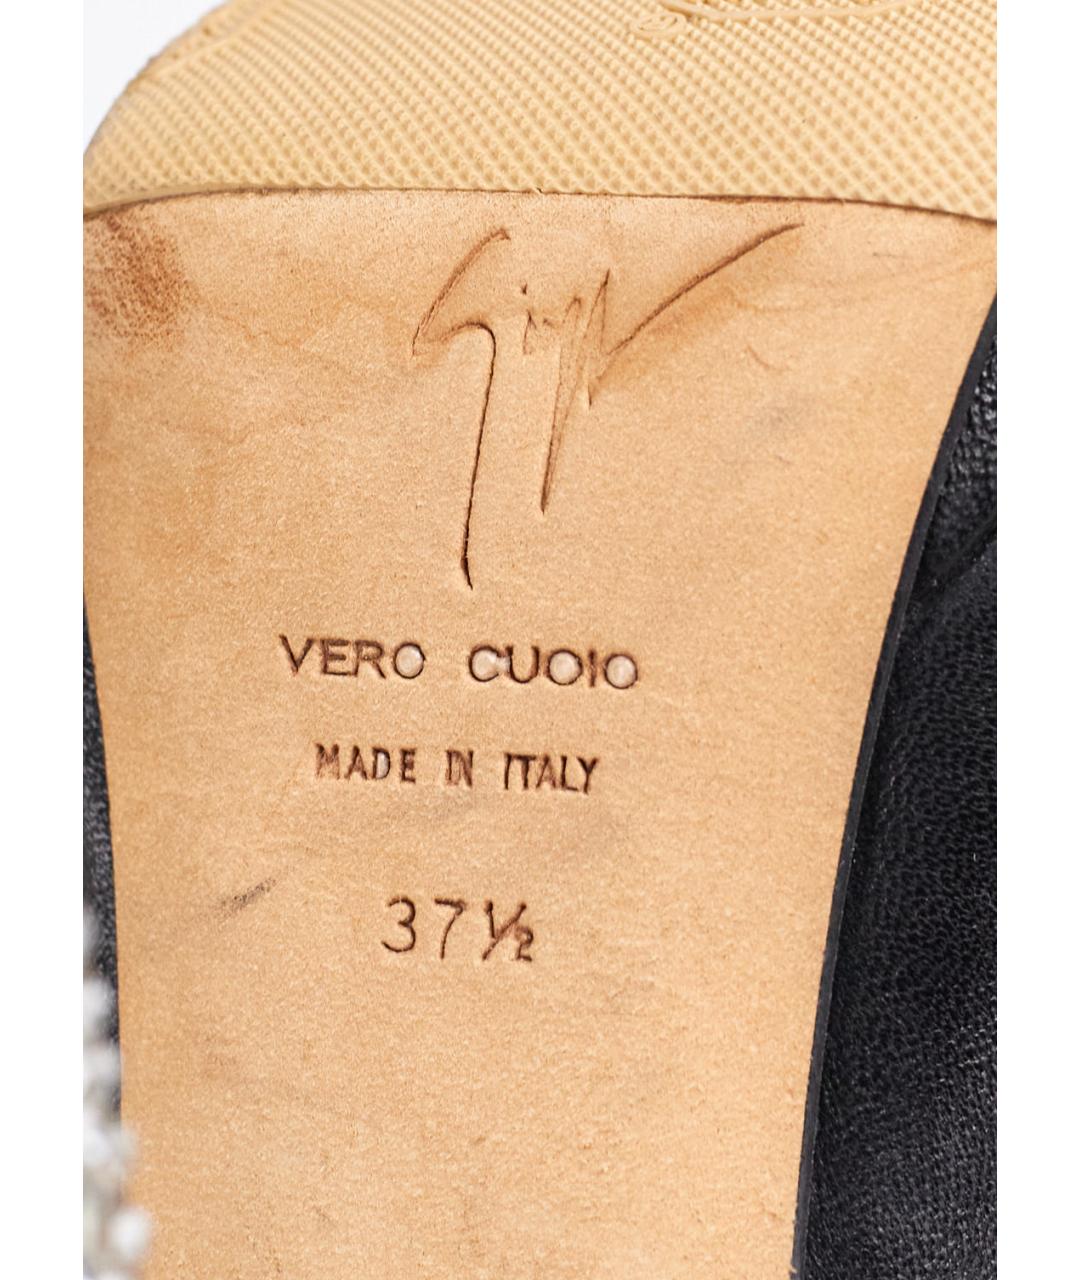 VERO CUOIO
MADE IN ITALY
37½